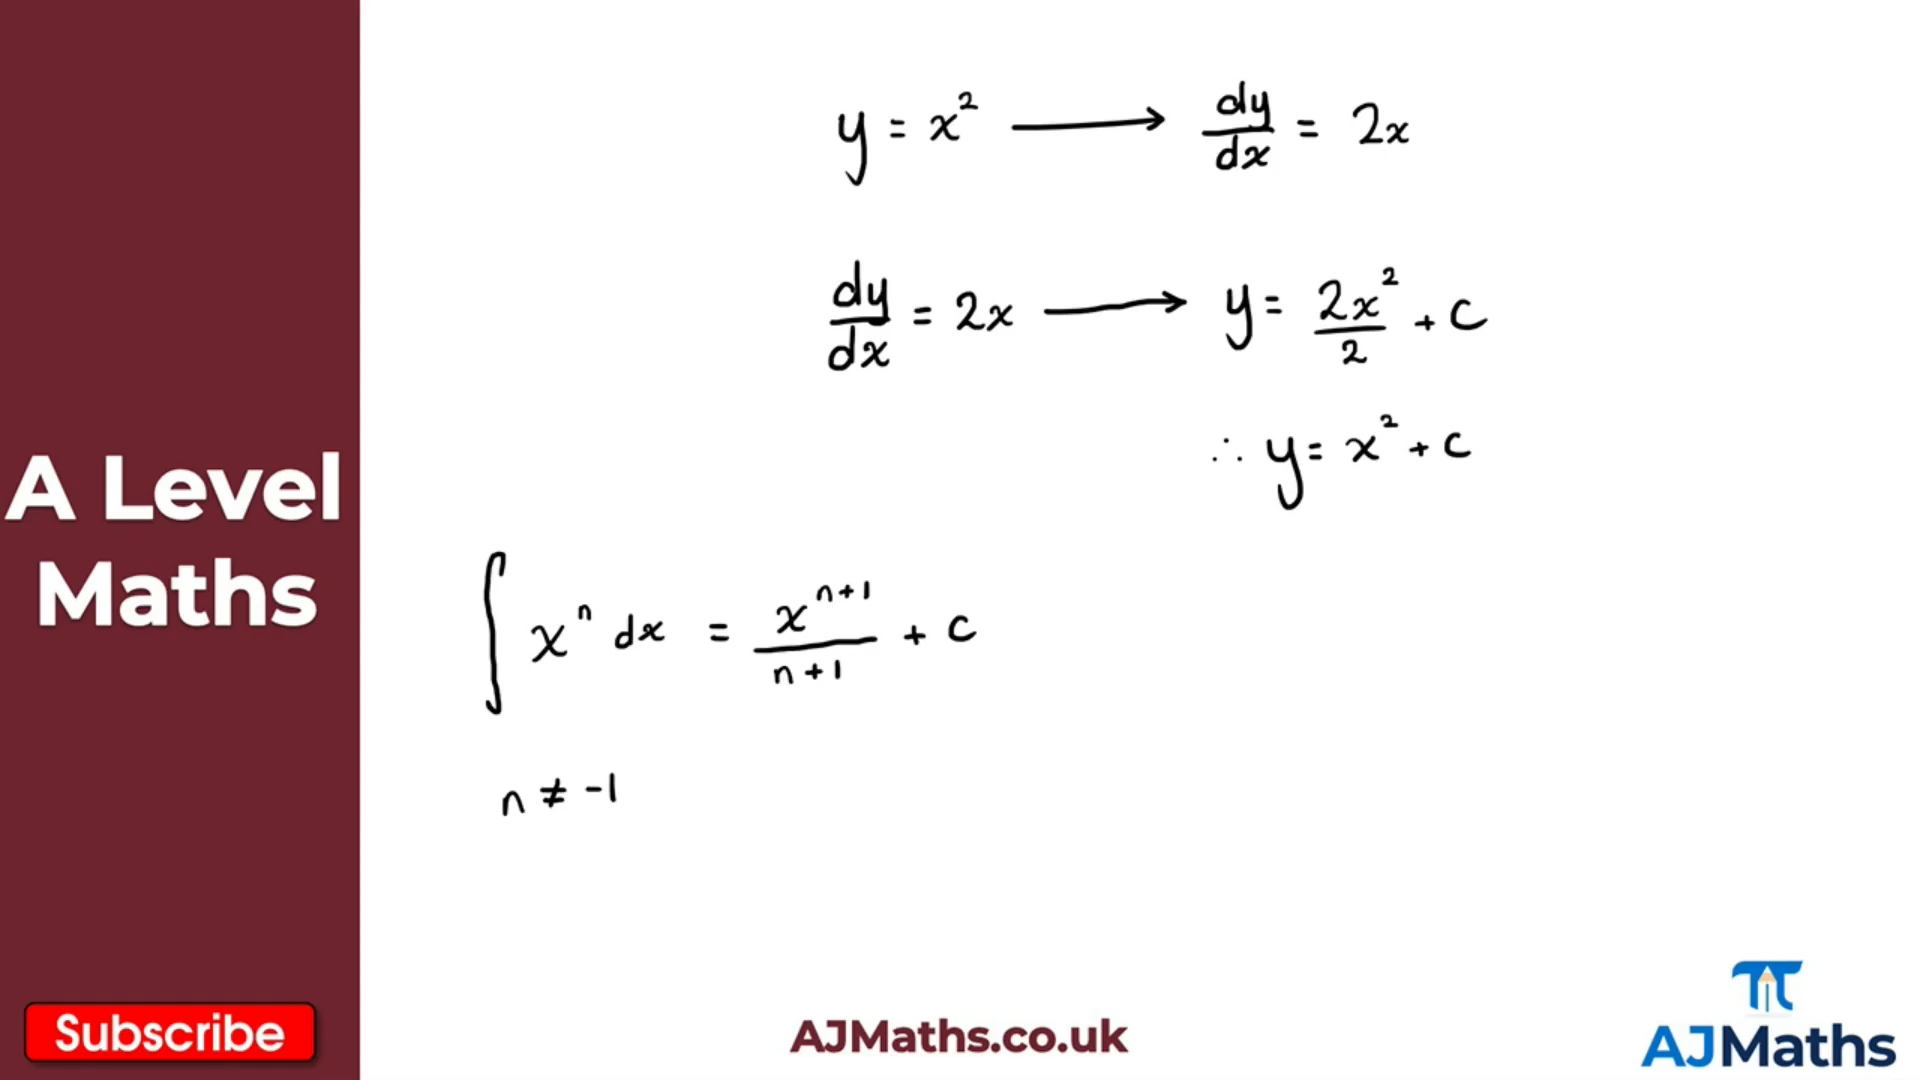 y = x² ⟶ dy/dx = 2x
dy/dx = 2x ⟶ y = 2x²/2 + c
∴ y = x² + c
A Level
Maths
∫ xⁿ dx = xⁿ⁺¹/n+1 + c
n ≠ -1
Subscribe
AJMaths.co.uk
AJMaths